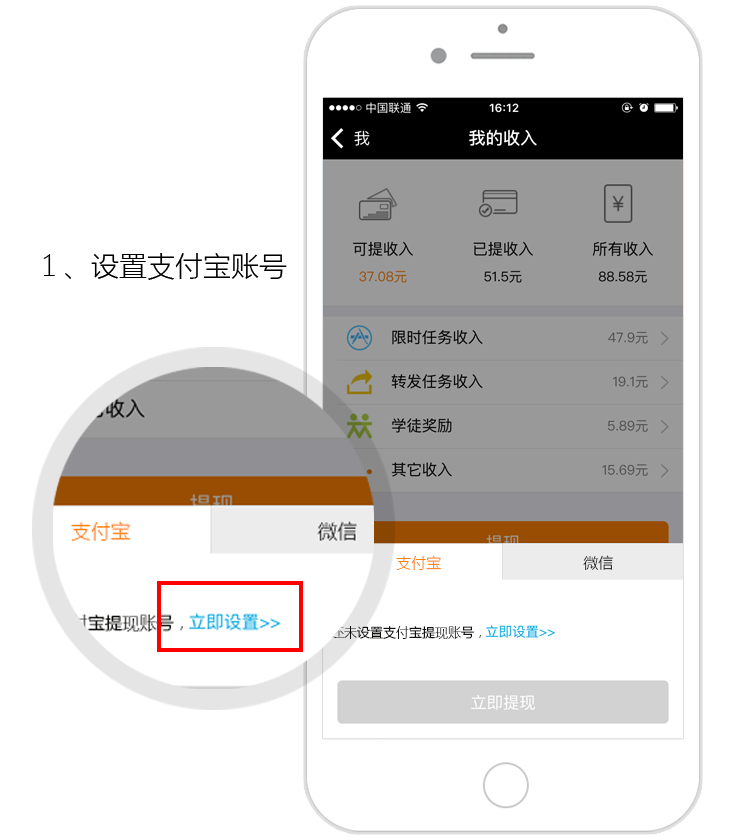 1、设置支付宝账号
中国联通 16:12
我 我的收入
可提收入 已提收入 所有收入
37.08元 51.5元 88.58元
限时任务收入 47.9元
转发任务收入 19.1元
学徒奖励 5.89元
其它收入 15.69元
提现
支付宝 微信
未设置支付宝提现账号，立即设置>>
立即提现
收入
提现
支付宝 微信
宝提现账号，立即设置>>